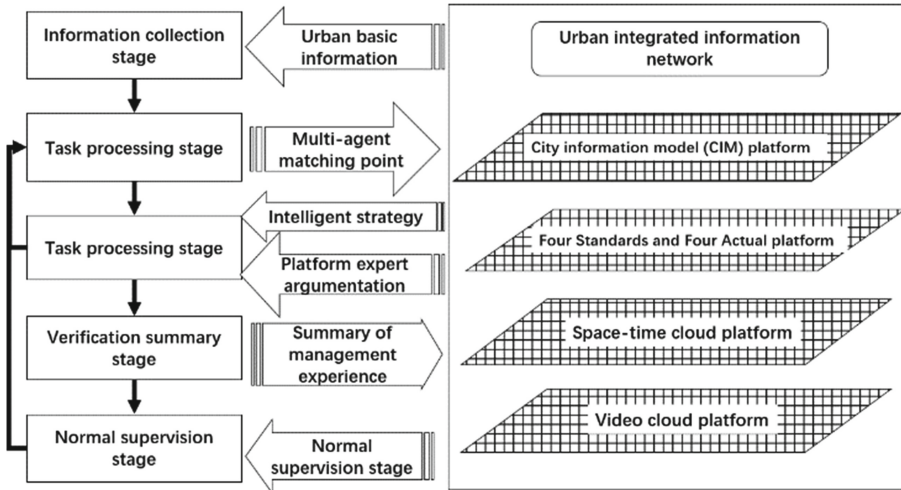 Information collection
stage
Urban basic
information
Urban integrated information
network
Task processing stage
Multi-agent
matching point
City information model (CIM) platform
Intelligent strategy
Task processing stage
Platform expert
argumentation
Four Standards and Four Actual platform
Verification summary
stage
Summary of
management
experience
Space-time cloud platform
Normal supervision
stage
Normal
supervision stage
Video cloud platform